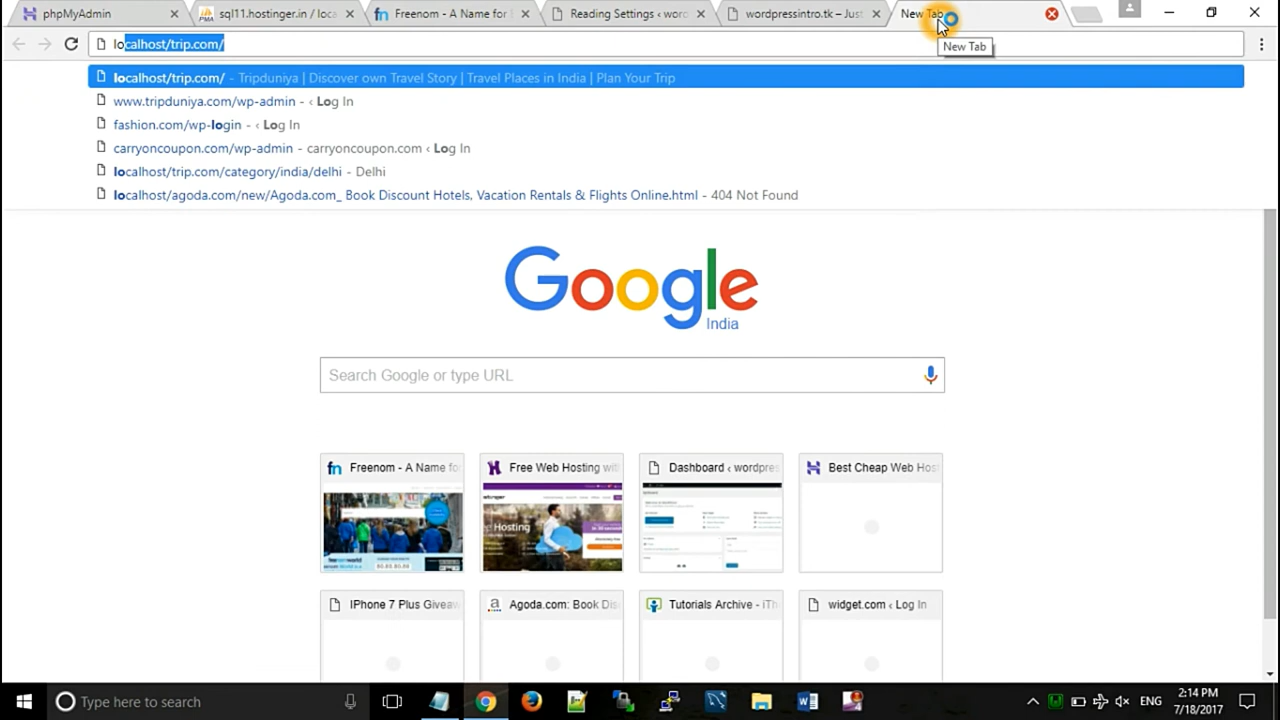 phpMyAdmin
sql11.hostinger.in / loca
Freenom - A Name for E
Reading Settings ‹ word
wordpressintro.tk – Just
New Tab
localhost/trip.com/
New Tab
localhost/trip.com/ - Tripduniya | Discover own Travel Story | Travel Places in India | Plan Your Trip
www.tripduniya.com/wp-admin - ‹ Log In
fashion.com/wp-login - ‹ Log In
carryoncoupon.com/wp-admin - carryoncoupon.com ‹ Log In
localhost/trip.com/category/india/delhi - Delhi
localhost/agoda.com/new/Agoda.com_ Book Discount Hotels, Vacation Rentals & Flights Online.html - 404 Not Found
Google
India
Search Google or type URL
Freenom - A Name fo
Free Web Hosting with
Dashboard ‹ wordpres
Best Cheap Web Host
Hosting
IPhone 7 Plus Giveaw
Agoda.com: Book Dis
Tutorials Archive - iTh
widget.com ‹ Log In
Type here to search
ENG
2:14 PM
7/18/2017